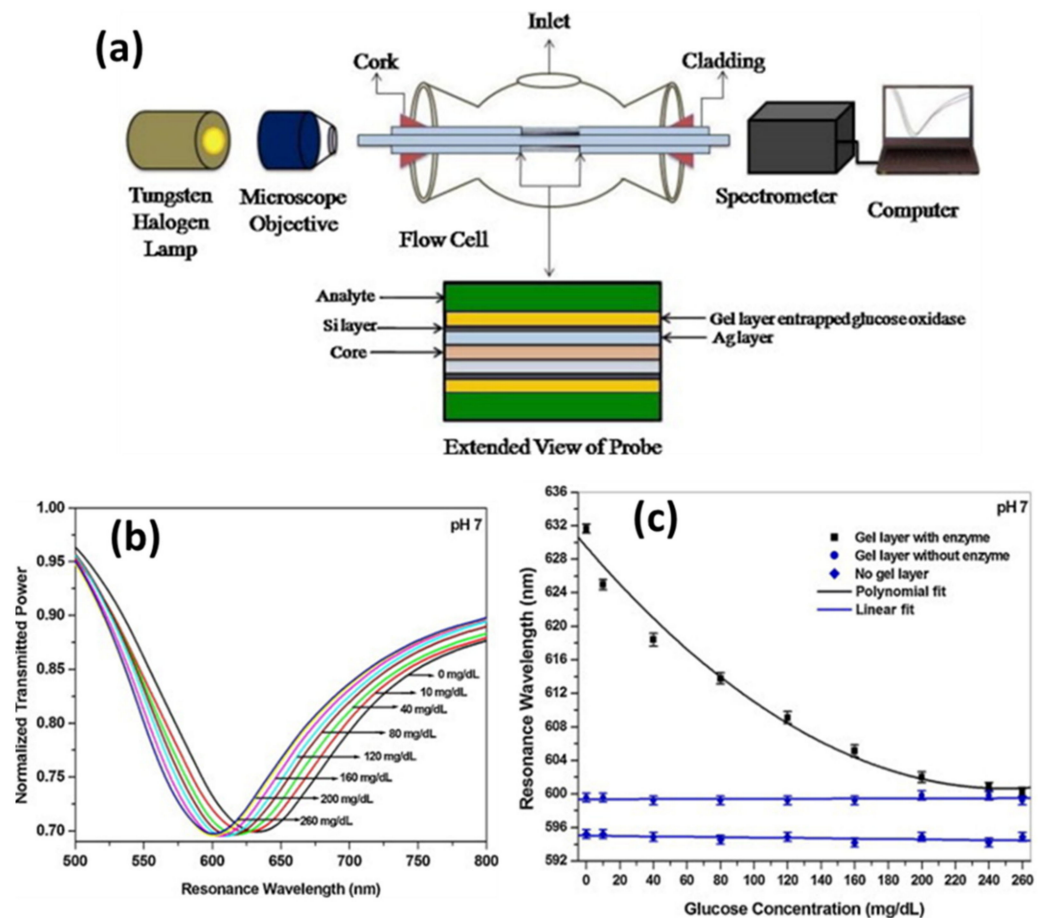 (a)
Inlet
Cork
Cladding
Tungsten
Halogen
Lamp
Microscope
Objective
Flow Cell
Spectrometer
Computer
Analyte
Si layer
Core
Gel layer entrapped glucose oxidase
Ag layer
Extended View of Probe
(b)
pH 7
Normalized Transmitted Power
1.00
0.95
0.90
0.85
0.80
0.75
0.70
0 mg/dL
10 mg/dL
40 mg/dL
80 mg/dL
120 mg/dL
160 mg/dL
200 mg/dL
260 mg/dL
500 550 600 650 700 750 800
Resonance Wavelength (nm)
(c)
pH 7
Gel layer with enzyme
Gel layer without enzyme
No gel layer
Polynomial fit
Linear fit
Resonance Wavelength (nm)
636
632
628
624
620
616
612
608
604
600
596
592
0 20 40 60 80 100 120 140 160 180 200 220 240 260
Glucose Concentration (mg/dL)